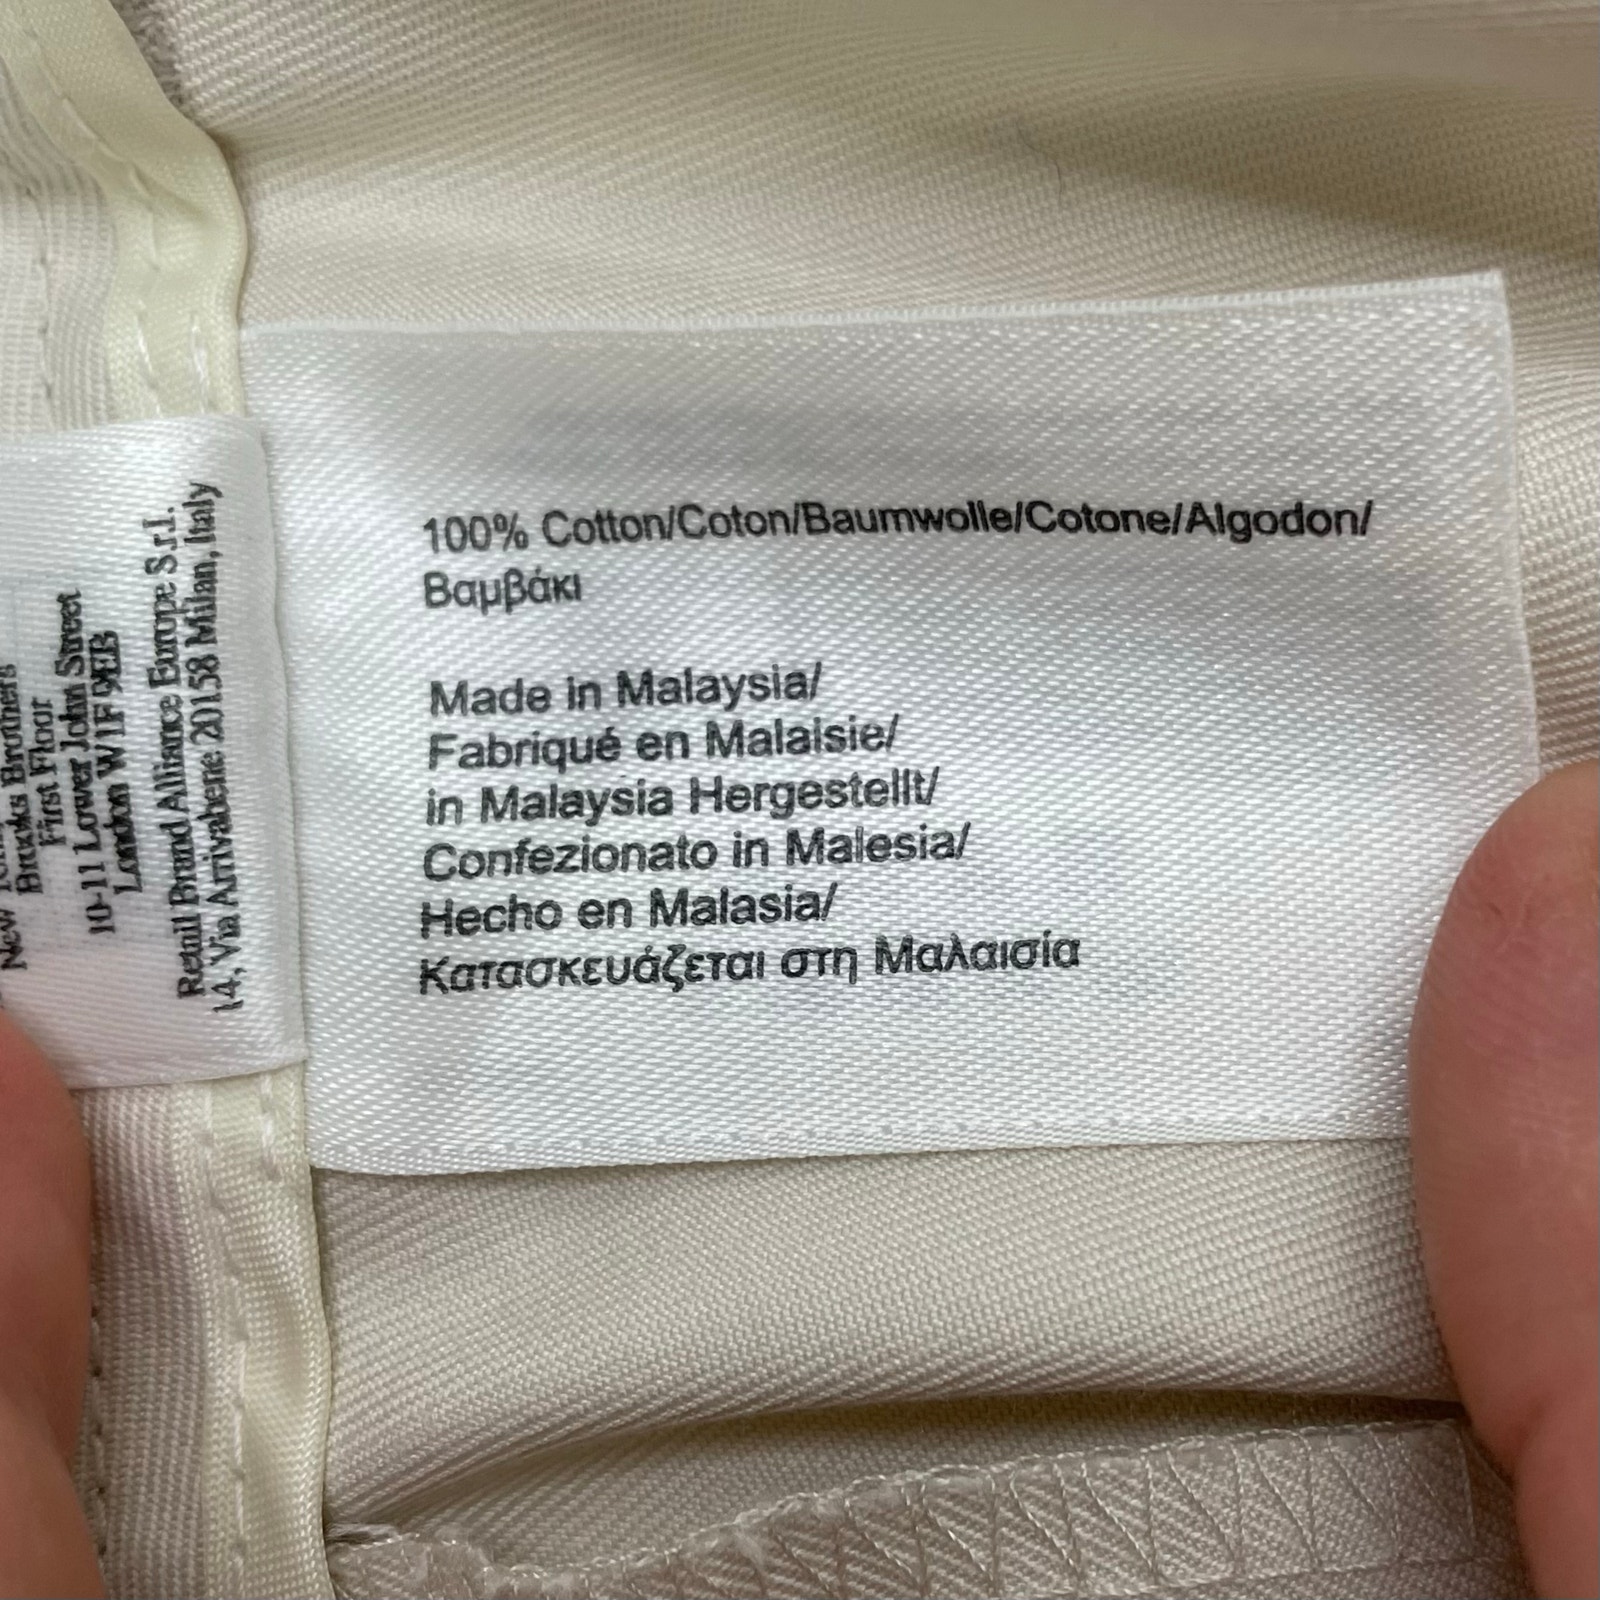 Brooks Brothers
First Floor
10-11 Lower John Street
London W1F 9EB
Retail Brand Alliance Europe S.r.l.
14, Via Arrivabene 20158 Milan, Italy
100% Cotton/Coton/Baumwolle/Cotone/Algodon/
Βαμβάκι
Made in Malaysia/
Fabriqué en Malaisie/
in Malaysia Hergestellt/
Confezionato in Malesia/
Hecho en Malasia/
Κατασκευάζεται στη Μαλαισία